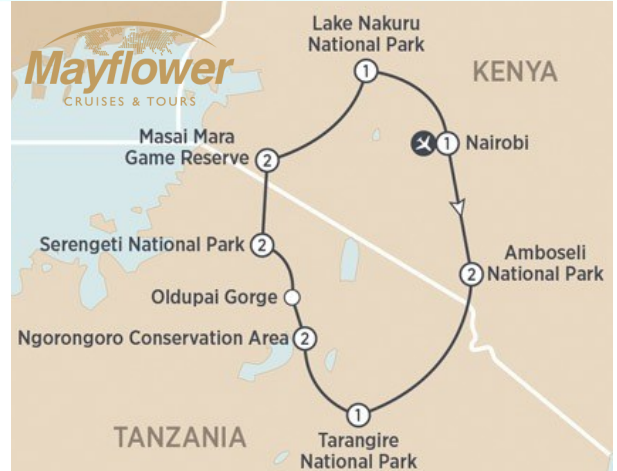 Mayflower
CRUISES & TOURS
Lake Nakuru
National Park
1
KENYA
Masai Mara
Game Reserve
2
1
Nairobi
Serengeti National Park
2
Amboseli
National Park
2
Oldupai Gorge
Ngorongoro Conservation Area
2
1
TANZANIA
Tarangire
National Park